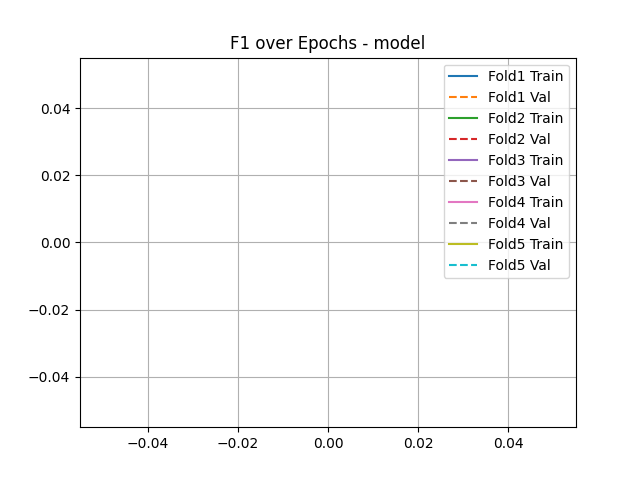 F1 over Epochs - model
Fold1 Train
Fold1 Val
Fold2 Train
Fold2 Val
Fold3 Train
Fold3 Val
Fold4 Train
Fold4 Val
Fold5 Train
Fold5 Val
0.04
0.02
0.00
−0.02
−0.04
−0.04 −0.02 0.00 0.02 0.04